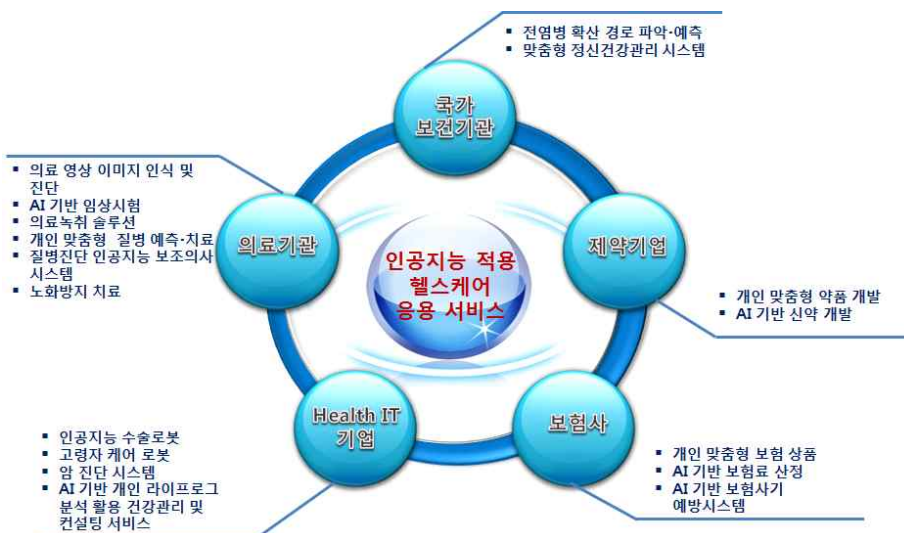 ▪ 전염병 확산 경로 파악·예측
▪ 맞춤형 정신건강관리 시스템
국가
보건기관
▪ 의료 영상 이미지 인식 및
진단
▪ AI 기반 임상시험
▪ 의료녹취 솔루션
▪ 개인 맞춤형 질병 예측·치료
▪ 질병진단 인공지능 보조의사
시스템
▪ 노화방지 치료
의료기관
인공지능 적용
헬스케어
응용 서비스
제약기업
▪ 개인 맞춤형 약품 개발
▪ AI 기반 신약 개발
Health IT
기업
▪ 인공지능 수술로봇
▪ 고령자 케어 로봇
▪ 암 진단 시스템
▪ AI 기반 개인 라이프로그
분석 활용 건강관리 및
컨설팅 서비스
보험사
▪ 개인 맞춤형 보험 상품
▪ AI 기반 보험료 산정
▪ AI 기반 보험사기
예방시스템